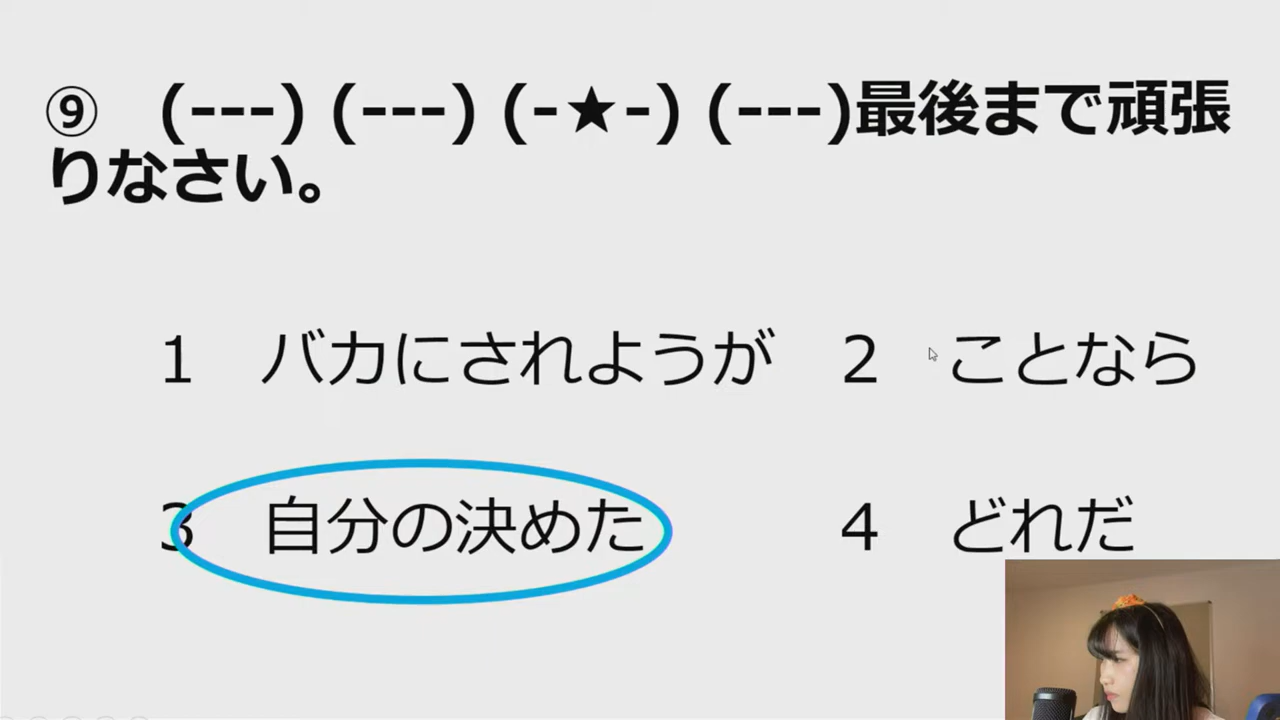 ⑨ (---) (---) (-★-) (---)最後まで頑張
りなさい。
1 バカにされようが 2 ことなら
3 自分の決めた 4 どれだ